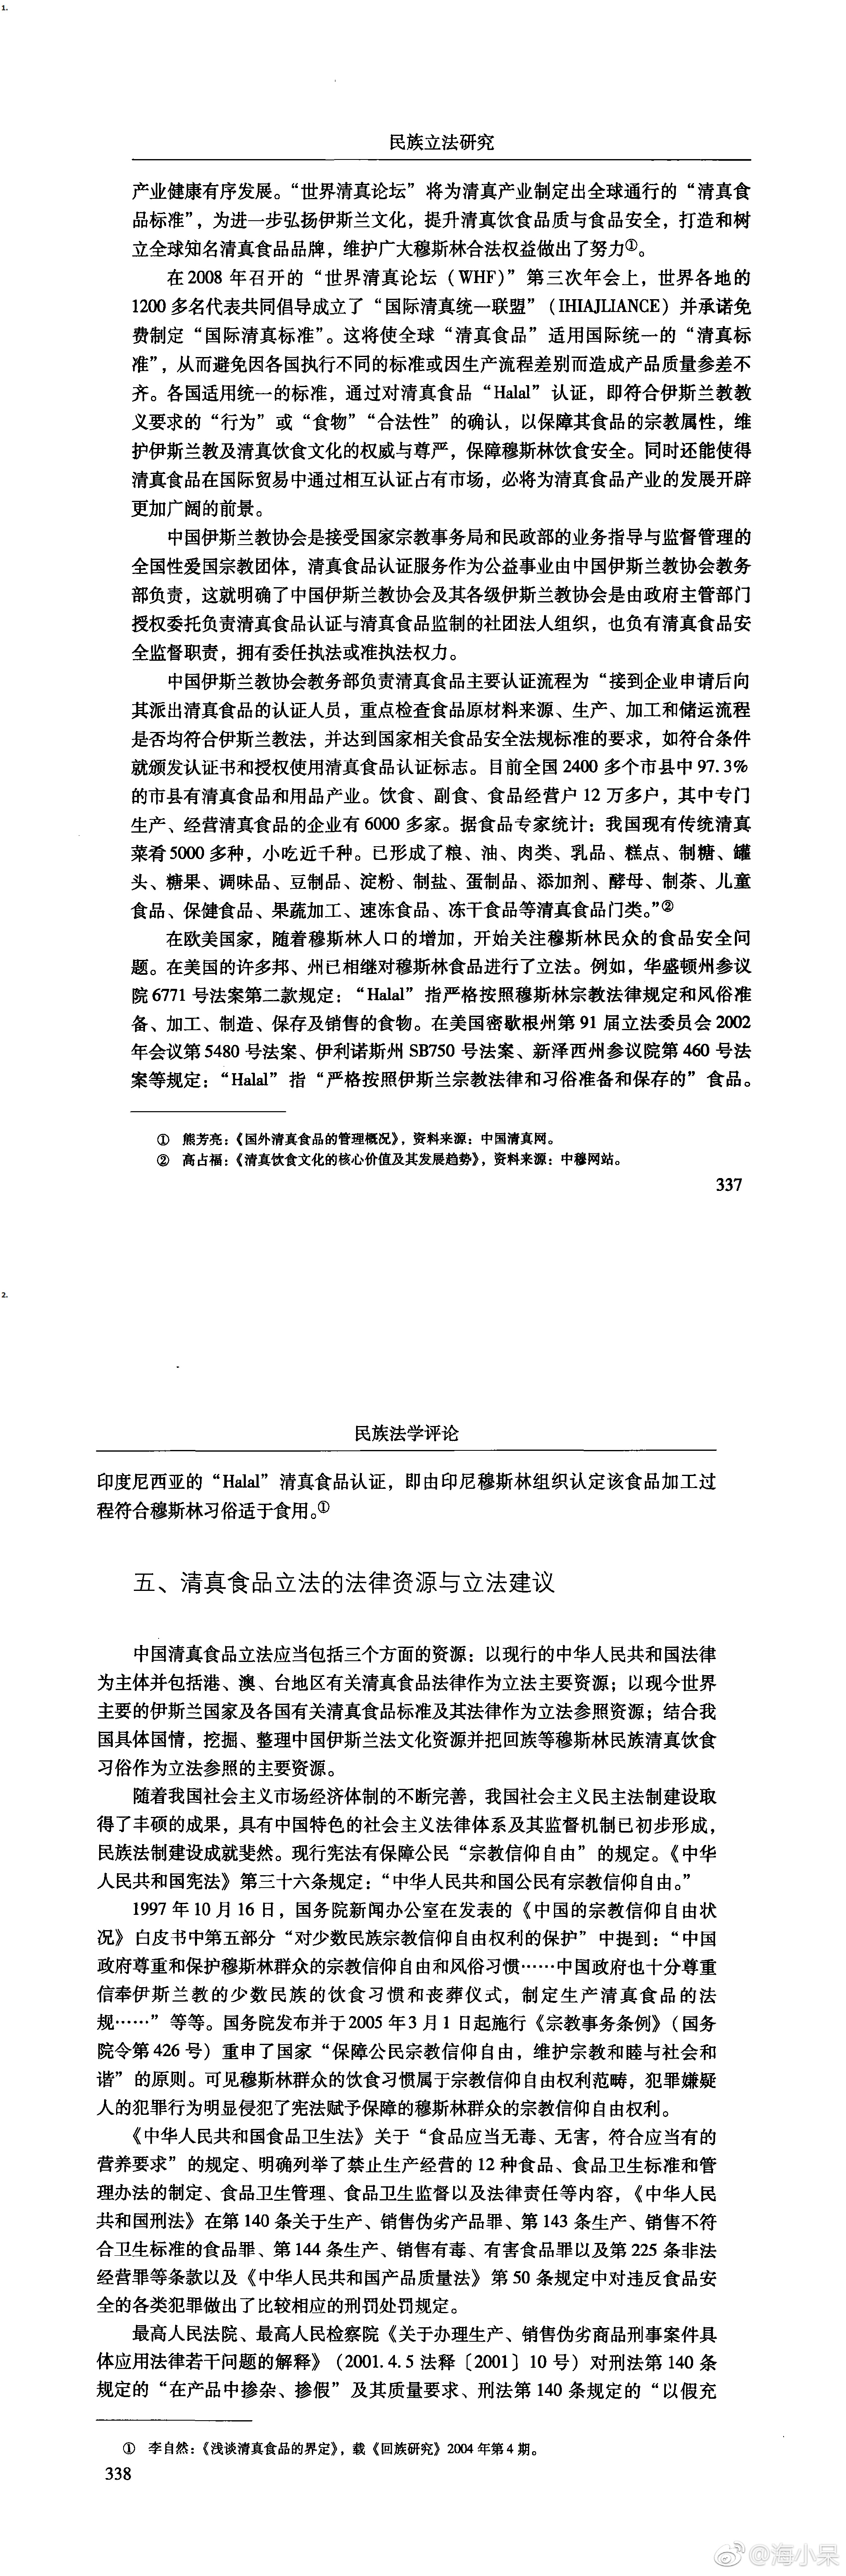 1.
民族立法研究
产业健康有序发展。“世界清真论坛”将为清真产业制定出全球通行的“清真食
品标准”，为进一步弘扬伊斯兰文化，提升清真饮食品质与食品安全，打造和树
立全球知名清真食品品牌，维护广大穆斯林合法权益做出了努力①。
在2008年召开的“世界清真论坛（WHF）”第三次年会上，世界各地的
1200多名代表共同倡导成立了“国际清真统一联盟”（IHIAJLIANCE）并承诺免
费制定“国际清真标准”。这将使全球“清真食品”适用国际统一的“清真标
准”，从而避免因各国执行不同的标准或因生产流程差别而造成产品质量参差不
齐。各国适用统一的标准，通过对清真食品“Halal”认证，即符合伊斯兰教教
义要求的“行为”或“食物”“合法性”的确认，以保障其食品的宗教属性，维
护伊斯兰教及清真饮食文化的权威与尊严，保障穆斯林饮食安全。同时还能使得
清真食品在国际贸易中通过相互认证占有市场，必将为清真食品产业的发展开辟
更加广阔的前景。
中国伊斯兰教协会是接受国家宗教事务局和民政部的业务指导与监督管理的
全国性爱国宗教团体，清真食品认证服务作为公益事业由中国伊斯兰教协会教务
部负责，这就明确了中国伊斯兰教协会及其各级伊斯兰教协会是由政府主管部门
授权委托负责清真食品认证与清真食品监制的社团法人组织，也负有清真食品安
全监督职责，拥有委任执法或准执法权力。
中国伊斯兰教协会教务部负责清真食品主要认证流程为“接到企业申请后向
其派出清真食品的认证人员，重点检查食品原材料来源、生产、加工和储运流程
是否均符合伊斯兰教法，并达到国家相关食品安全法规标准的要求，如符合条件
就颁发认证书和授权使用清真食品认证标志。目前全国2400多个市县中97.3%
的市县有清真食品和用品产业。饮食、副食、食品经营户12万多户，其中专门
生产、经营清真食品的企业有6000多家。据食品专家统计：我国现有传统清真
菜肴5000多种，小吃近千种。已形成了粮、油、肉类、乳品、糕点、制糖、罐
头、糖果、调味品、豆制品、淀粉、制盐、蛋制品、添加剂、酵母、制茶、儿童
食品、保健食品、果蔬加工、速冻食品、冻干食品等清真食品门类。”②
在欧美国家，随着穆斯林人口的增加，开始关注穆斯林民众的食品安全问
题。在美国的许多邦、州已相继对穆斯林食品进行了立法。例如，华盛顿州参议
院6771号法案第二款规定：“Halal”指严格按照穆斯林宗教法律规定和风俗准
备、加工、制造、保存及销售的食物。在美国密歇根州第91届立法委员会2002
年会议第5480号法案、伊利诺斯州SB750号法案、新泽西州参议院第460号法
案等规定：“Halal”指“严格按照伊斯兰宗教法律和习俗准备和保存的”食品。
① 熊芳亮：《国外清真食品的管理概况》，资料来源：中国清真网。
② 高占福：《清真饮食文化的核心价值及其发展趋势》，资料来源：中穆网站。
337
2.
民族法学评论
印度尼西亚的“Halal”清真食品认证，即由印尼穆斯林组织认定该食品加工过
程符合穆斯林习俗适于食用。①
五、清真食品立法的法律资源与立法建议
中国清真食品立法应当包括三个方面的资源：以现行的中华人民共和国法律
为主体并包括港、澳、台地区有关清真食品法律作为立法主要资源；以现今世界
主要的伊斯兰国家及各国有关清真食品标准及其法律作为立法参照资源；结合我
国具体国情，挖掘、整理中国伊斯兰法文化资源并把回族等穆斯林民族清真饮食
习俗作为立法参照的主要资源。
随着我国社会主义市场经济体制的不断完善，我国社会主义民主法制建设取
得了丰硕的成果，具有中国特色的社会主义法律体系及其监督机制已初步形成，
民族法制建设成就斐然。现行宪法有保障公民“宗教信仰自由”的规定。《中华
人民共和国宪法》第三十六条规定：“中华人民共和国公民有宗教信仰自由。”
1997年10月16日，国务院新闻办公室在发表的《中国的宗教信仰自由状
况》白皮书中第五部分“对少数民族宗教信仰自由权利的保护”中提到：“中国
政府尊重和保护穆斯林群众的宗教信仰自由和风俗习惯……中国政府也十分尊重
信奉伊斯兰教的少数民族的饮食习惯和丧葬仪式，制定生产清真食品的法
规……”等等。国务院发布并于2005年3月1日起施行《宗教事务条例》（国务
院令第426号）重申了国家“保障公民宗教信仰自由，维护宗教和睦与社会和
谐”的原则。可见穆斯林群众的饮食习惯属于宗教信仰自由权利范畴，犯罪嫌疑
人的犯罪行为明显侵犯了宪法赋予保障的穆斯林群众的宗教信仰自由权利。
《中华人民共和国食品卫生法》关于“食品应当无毒、无害，符合应当有的
营养要求”的规定、明确列举了禁止生产经营的12种食品、食品卫生标准和管
理办法的制定、食品卫生管理、食品卫生监督以及法律责任等内容，《中华人民
共和国刑法》在第140条关于生产、销售伪劣产品罪、第143条生产、销售不符
合卫生标准的食品罪、第144条生产、销售有毒、有害食品罪以及第225条非法
经营罪等条款以及《中华人民共和国产品质量法》第50条规定中对违反食品安
全的各类犯罪做出了比较相应的刑罚处罚规定。
最高人民法院、最高人民检察院《关于办理生产、销售伪劣商品刑事案件具
体应用法律若干问题的解释》（2001.4.5法释〔2001〕10号）对刑法第140条
规定的“在产品中掺杂、掺假”及其质量要求、刑法第140条规定的“以假充
① 李自然：《浅谈清真食品的界定》，载《回族研究》2004年第4期。
338
@海小呆